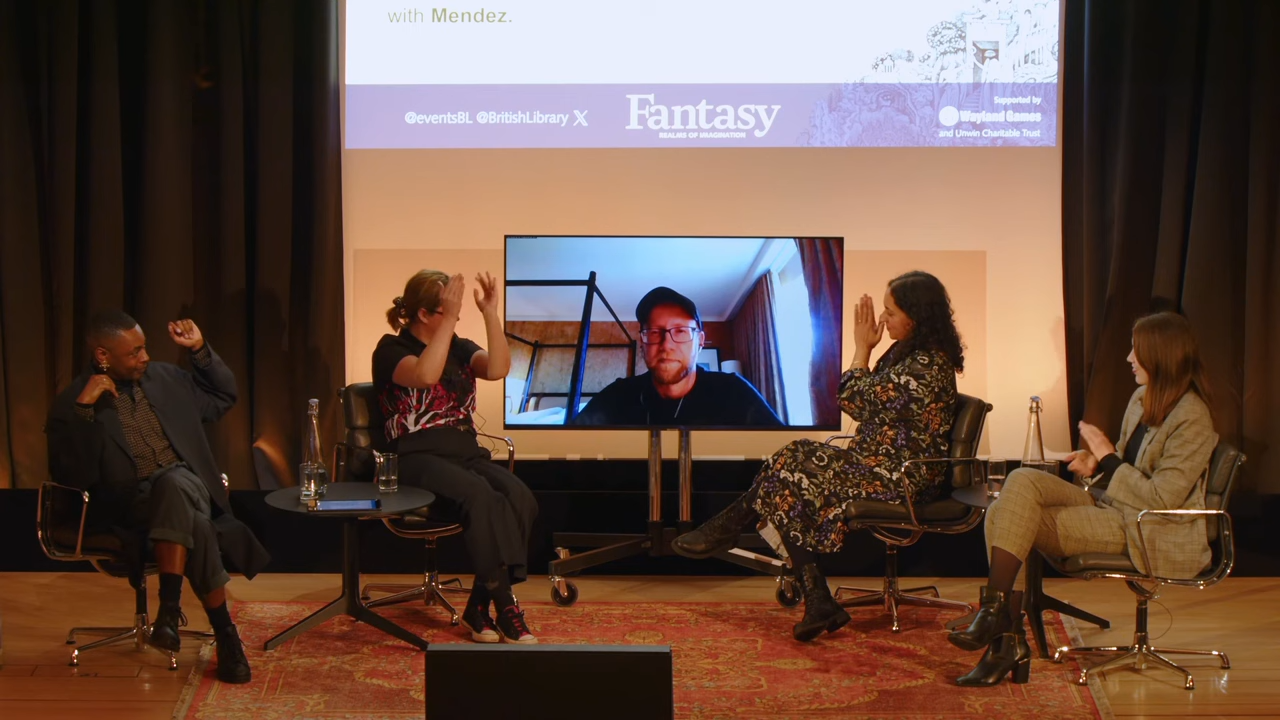 with Mendez.
@eventsBL @BritishLibrary X
Fantasy
REALMS OF IMAGINATION
Supported by
Wayland Games
and Unwin Charitable Trust